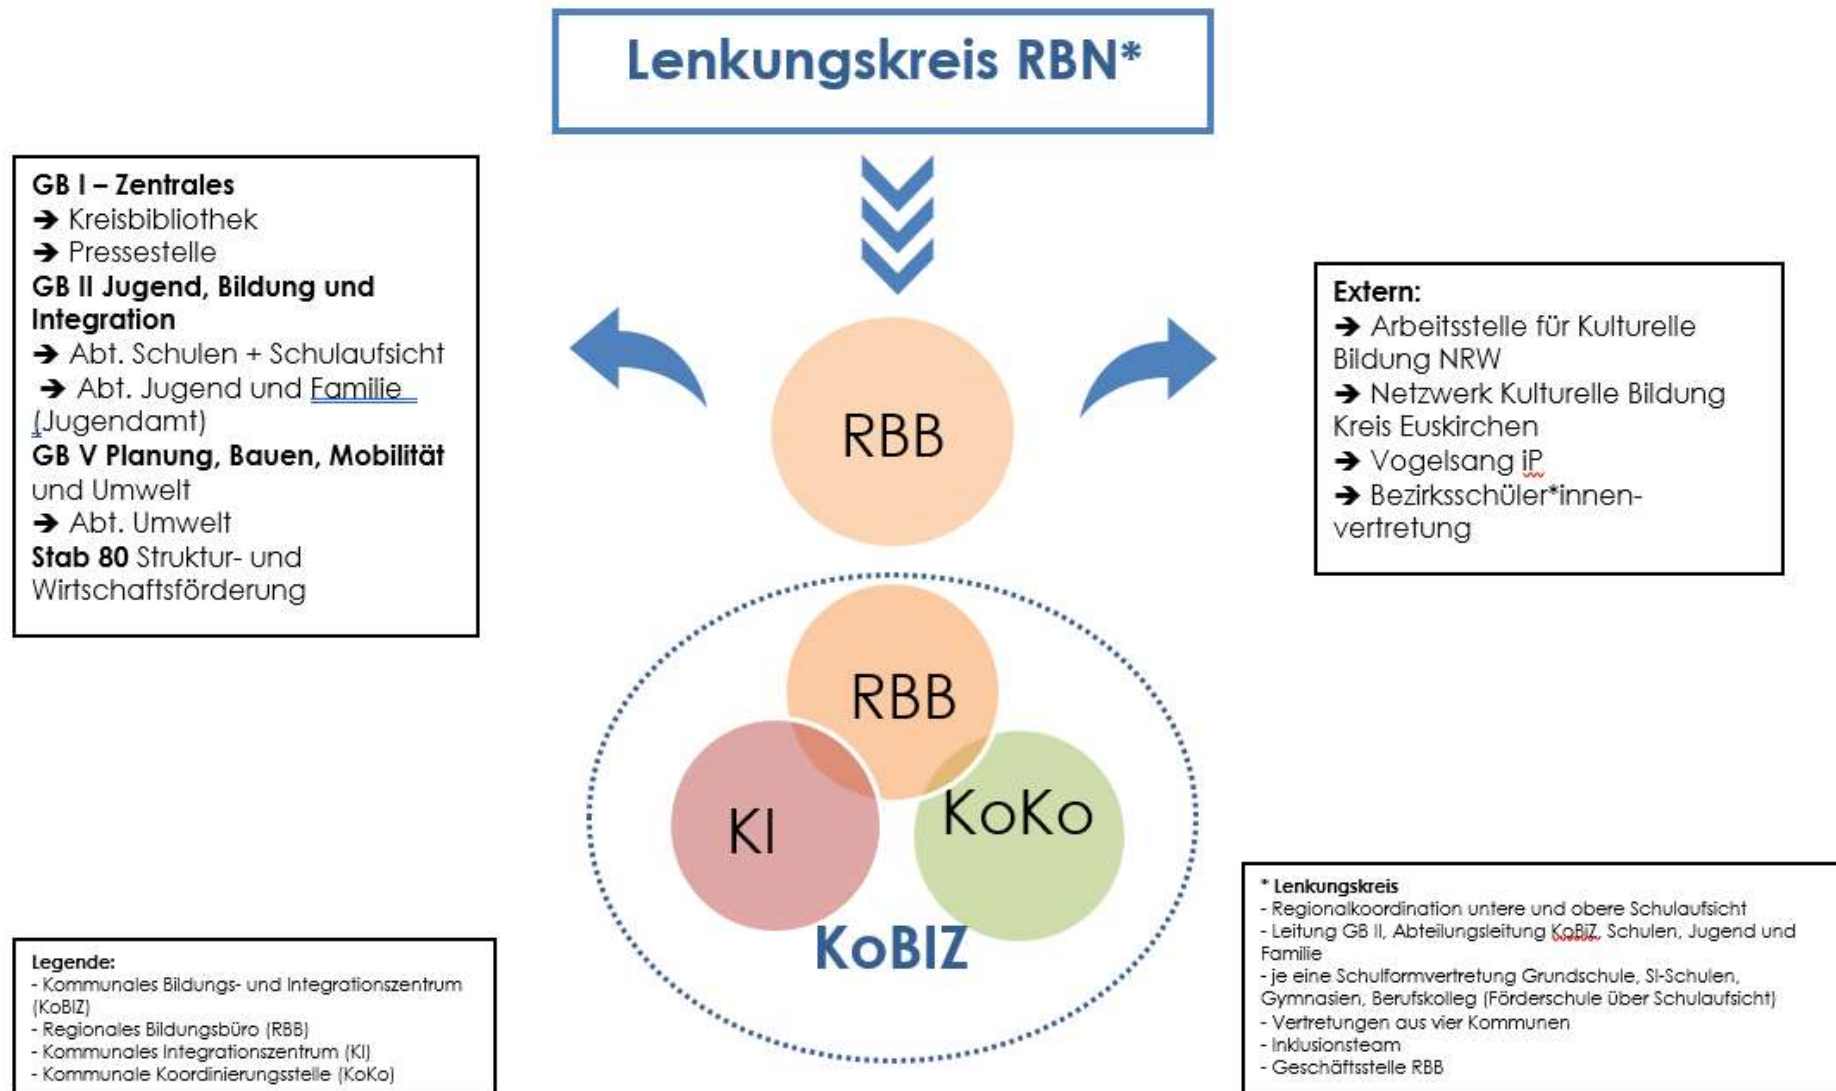 Lenkungskreis RBN*
GB I – Zentrales
➔ Kreisbibliothek
➔ Pressestelle
GB II Jugend, Bildung und
Integration
➔ Abt. Schulen + Schulaufsicht
➔ Abt. Jugend und Familie
(Jugendamt)
GB V Planung, Bauen, Mobilität
und Umwelt
➔ Abt. Umwelt
Stab 80 Struktur- und
Wirtschaftsförderung
Extern:
➔ Arbeitsstelle für Kulturelle
Bildung NRW
➔ Netzwerk Kulturelle Bildung
Kreis Euskirchen
➔ Vogelsang iP
➔ Bezirksschüler*innen-
vertretung
RBB
RBB
KI
KoKo
KoBIZ
Legende:
- Kommunales Bildungs- und Integrationszentrum
(KoBIZ)
- Regionales Bildungsbüro (RBB)
- Kommunales Integrationszentrum (KI)
- Kommunale Koordinierungsstelle (KoKo)
* Lenkungskreis
- Regionalkoordination untere und obere Schulaufsicht
- Leitung GB II, Abteilungsleitung KoBIZ, Schulen, Jugend und
Familie
- je eine Schulformvertretung Grundschule, SI-Schulen,
Gymnasien, Berufskolleg (Förderschule über Schulaufsicht)
- Vertretungen aus vier Kommunen
- Inklusionsteam
- Geschäftsstelle RBB